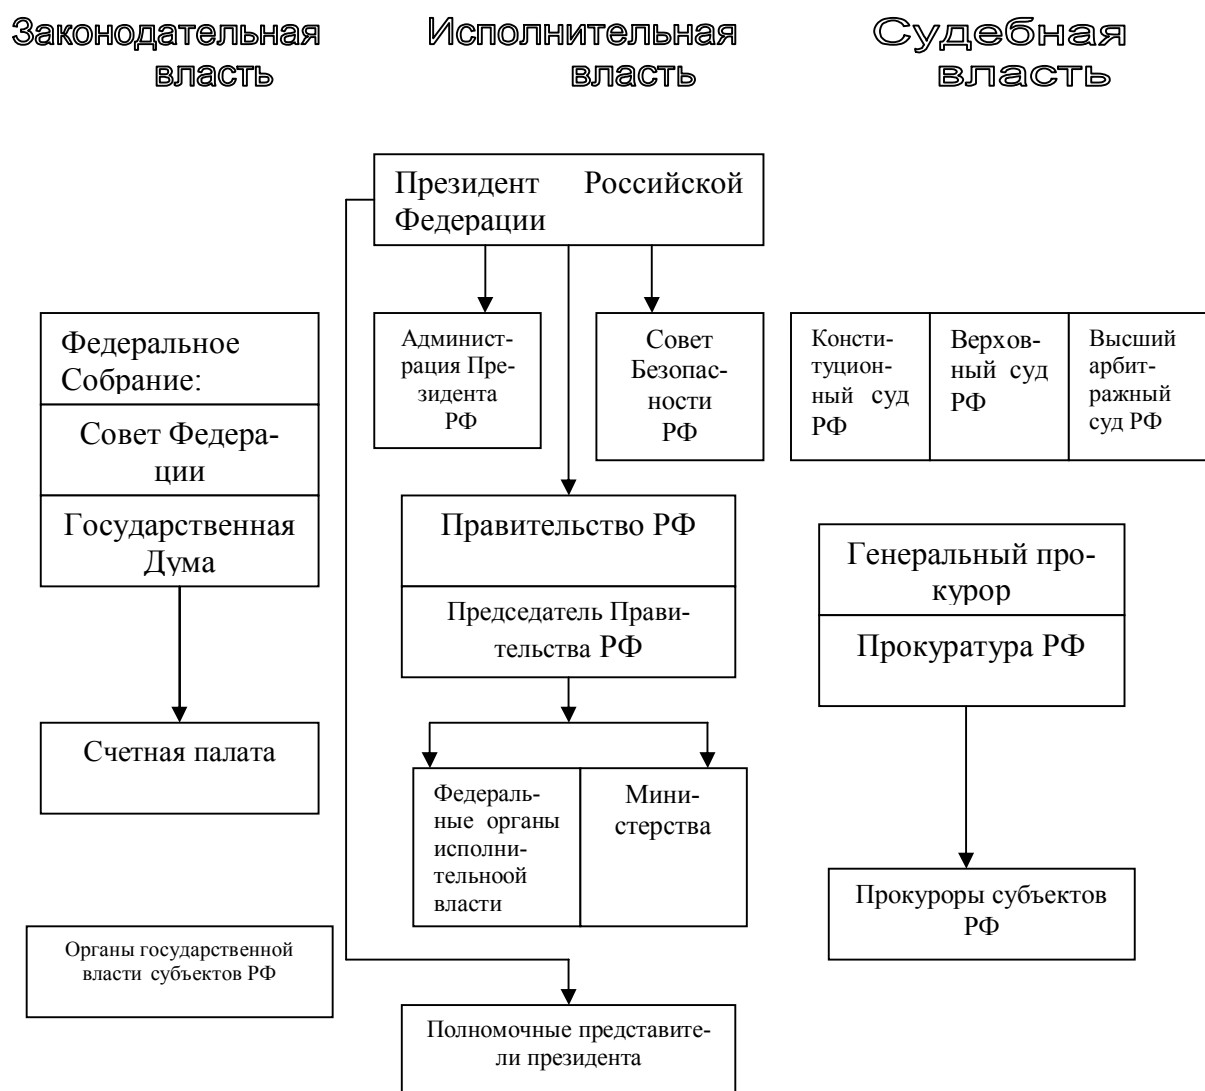 Законодательная
власть
Исполнительная
власть
Судебная
власть
Президент Российской
Федерации
Федеральное
Собрание:
Совет Федера-
ции
Государственная
Дума
Админист-
рация Пре-
зидента
РФ
Совет
Безопас-
ности
РФ
Консти-
туцион-
ный суд
РФ
Верхов-
ный суд
РФ
Высший
арбит-
ражный
суд РФ
Правительство РФ
Председатель Прави-
тельства РФ
Генеральный про-
курор
Прокуратура РФ
Счетная палата
Федераль-
ные органы
исполни-
тельноой
власти
Мини-
стерства
Прокуроры субъектов
РФ
Органы государственной
власти субъектов РФ
Полномочные представите-
ли президента